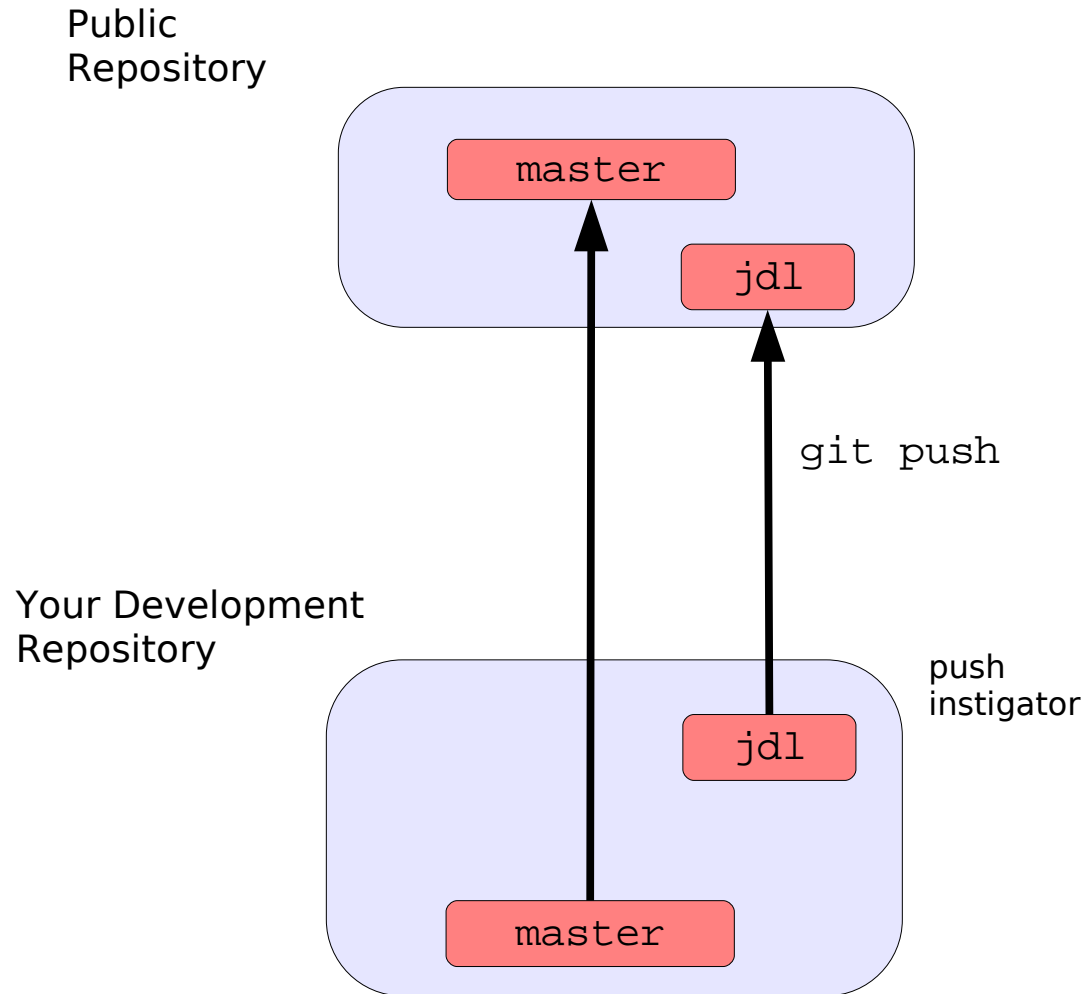 Public
Repository
master
jdl
git push
Your Development
Repository
push
instigator
jdl
master